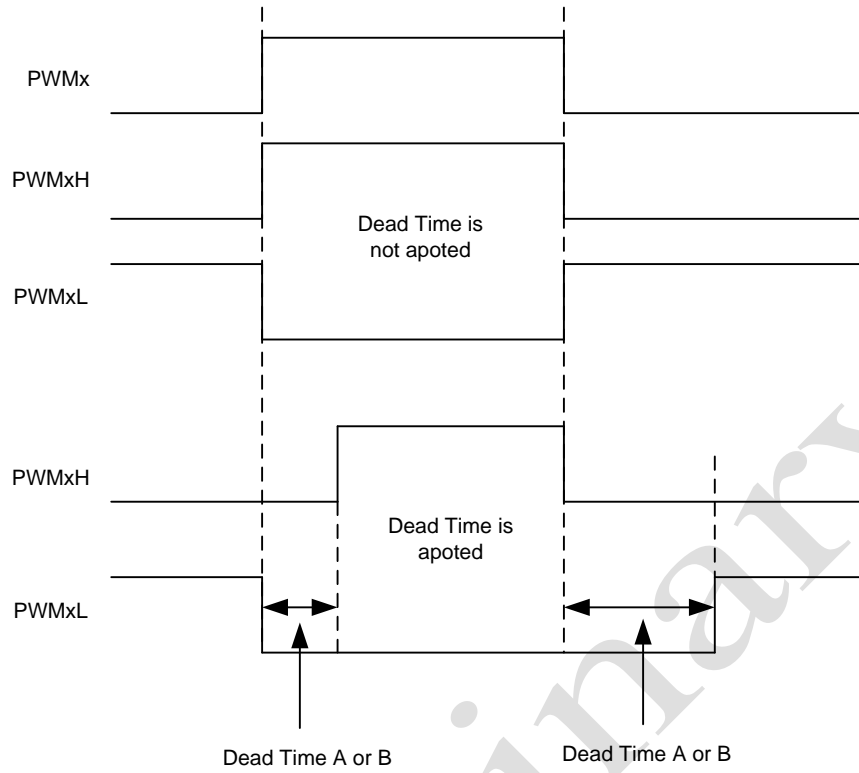 PWMx
PWMxH
Dead Time is
not apoted
PWMxL
PWMxH
Dead Time is
apoted
PWMxL
Dead Time A or B
Dead Time A or B
inary